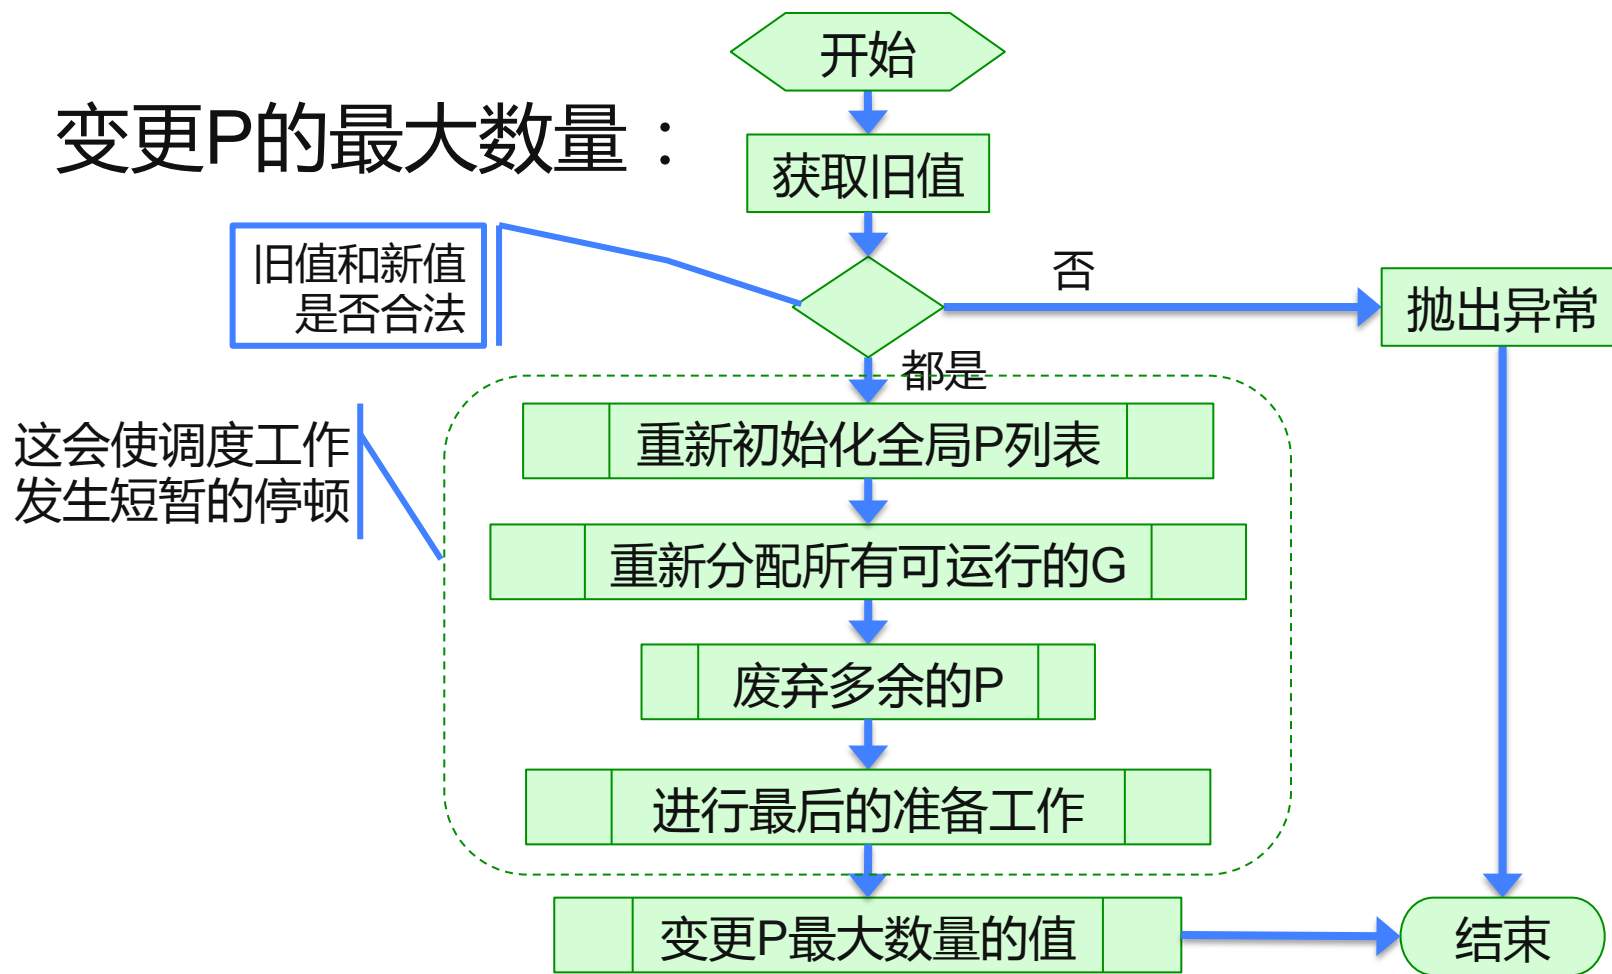 开始
变更P的最大数量：
获取旧值
旧值和新值
是否合法
否
抛出异常
都是
这会使调度工作
发生短暂的停顿
重新初始化全局P列表
重新分配所有可运行的G
废弃多余的P
进行最后的准备工作
变更P最大数量的值
结束